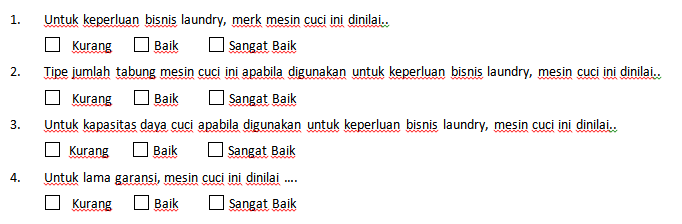 1. Untuk keperluan bisnis laundry, merk mesin cuci ini dinilai..
Kurang Baik Sangat Baik
2. Tipe jumlah tabung mesin cuci ini apabila digunakan untuk keperluan bisnis laundry, mesin cuci ini dinilai..
Kurang Baik Sangat Baik
3. Untuk kapasitas daya cuci apabila digunakan untuk keperluan bisnis laundry, mesin cuci ini dinilai..
Kurang Baik Sangat Baik
4. Untuk lama garansi, mesin cuci ini dinilai ....
Kurang Baik Sangat Baik